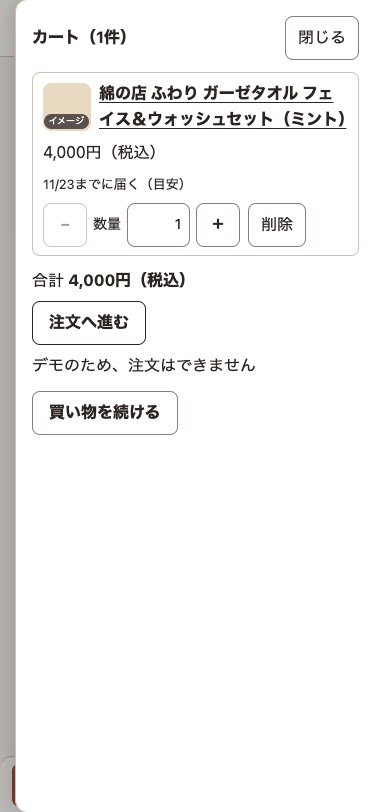 カート（1件）
閉じる
イメージ
綿の店 ふわり ガーゼタオル フェ
イス＆ウォッシュセット（ミント）
4,000円（税込）
11/23までに届く（目安）
− 数量 1 + 削除
合計 4,000円（税込）
注文へ進む
デモのため、注文はできません
買い物を続ける